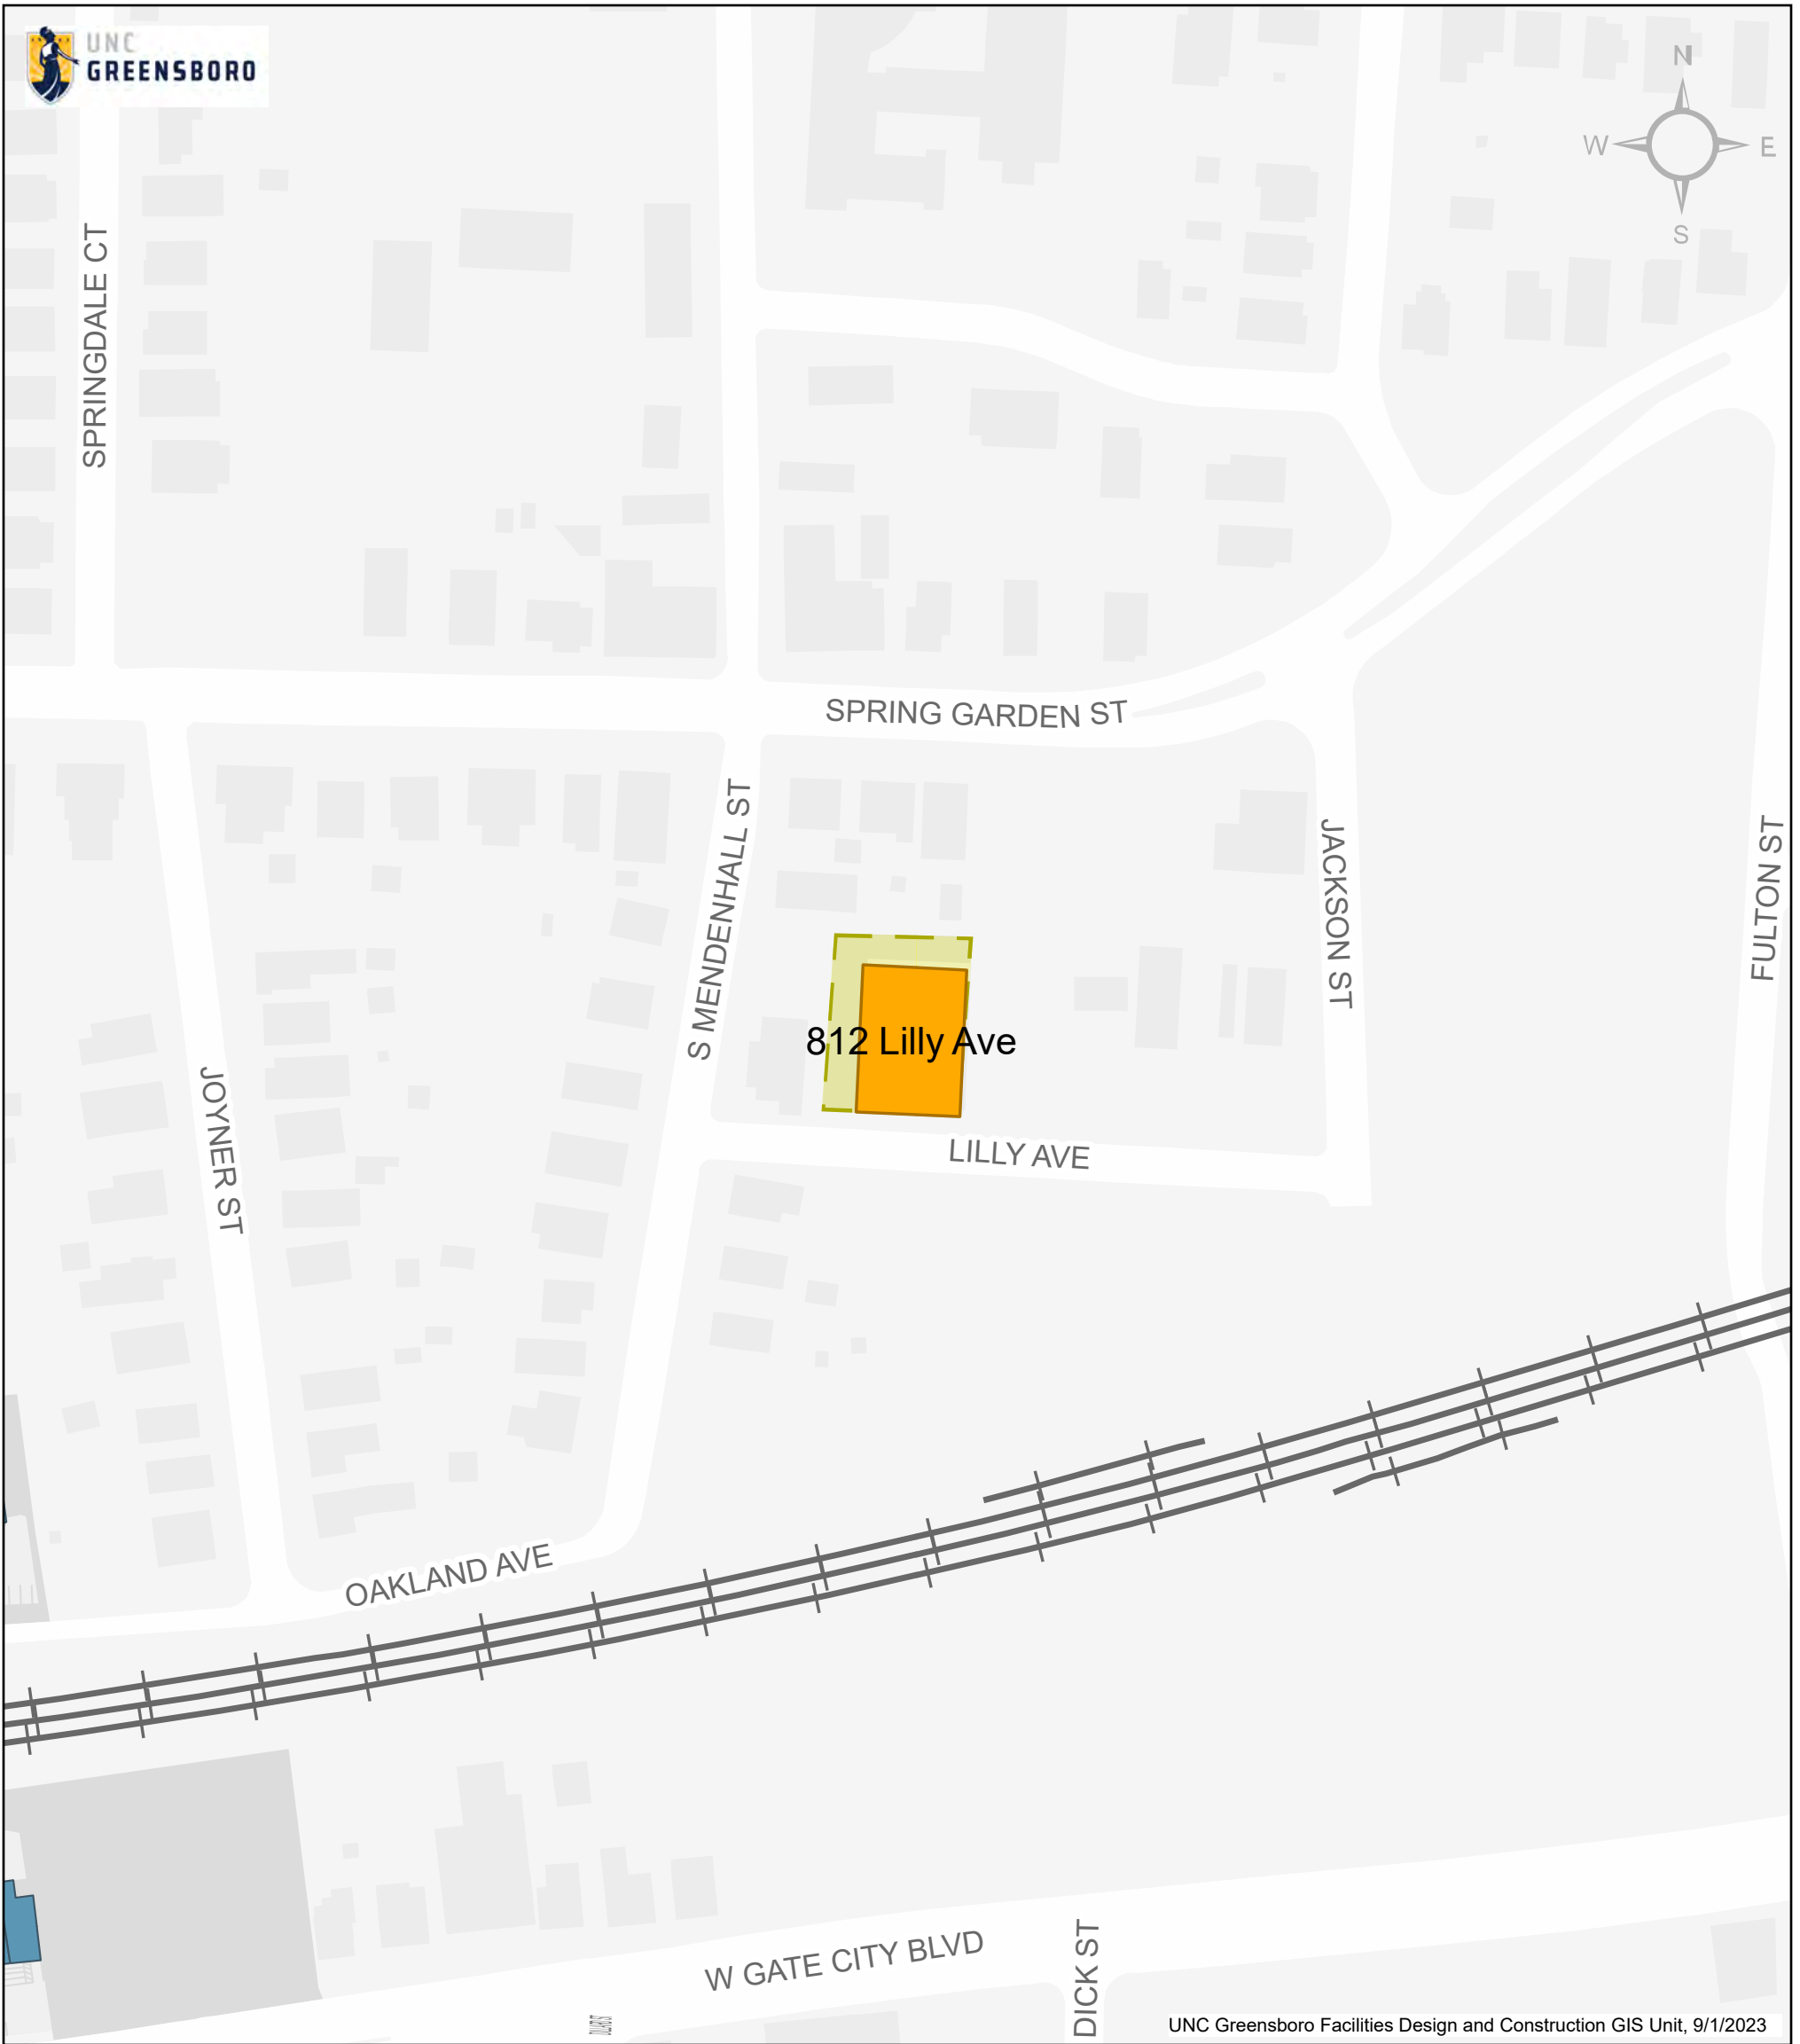 UNC
GREENSBORO
N
W
E
S
SPRINGDALE CT
SPRING GARDEN ST
S MENDENHALL ST
JACKSON ST
FULTON ST
812 Lilly Ave
JOYNER ST
LILLY AVE
OAKLAND AVE
W GATE CITY BLVD
DICK ST
UNC Greensboro Facilities Design and Construction GIS Unit, 9/1/2023